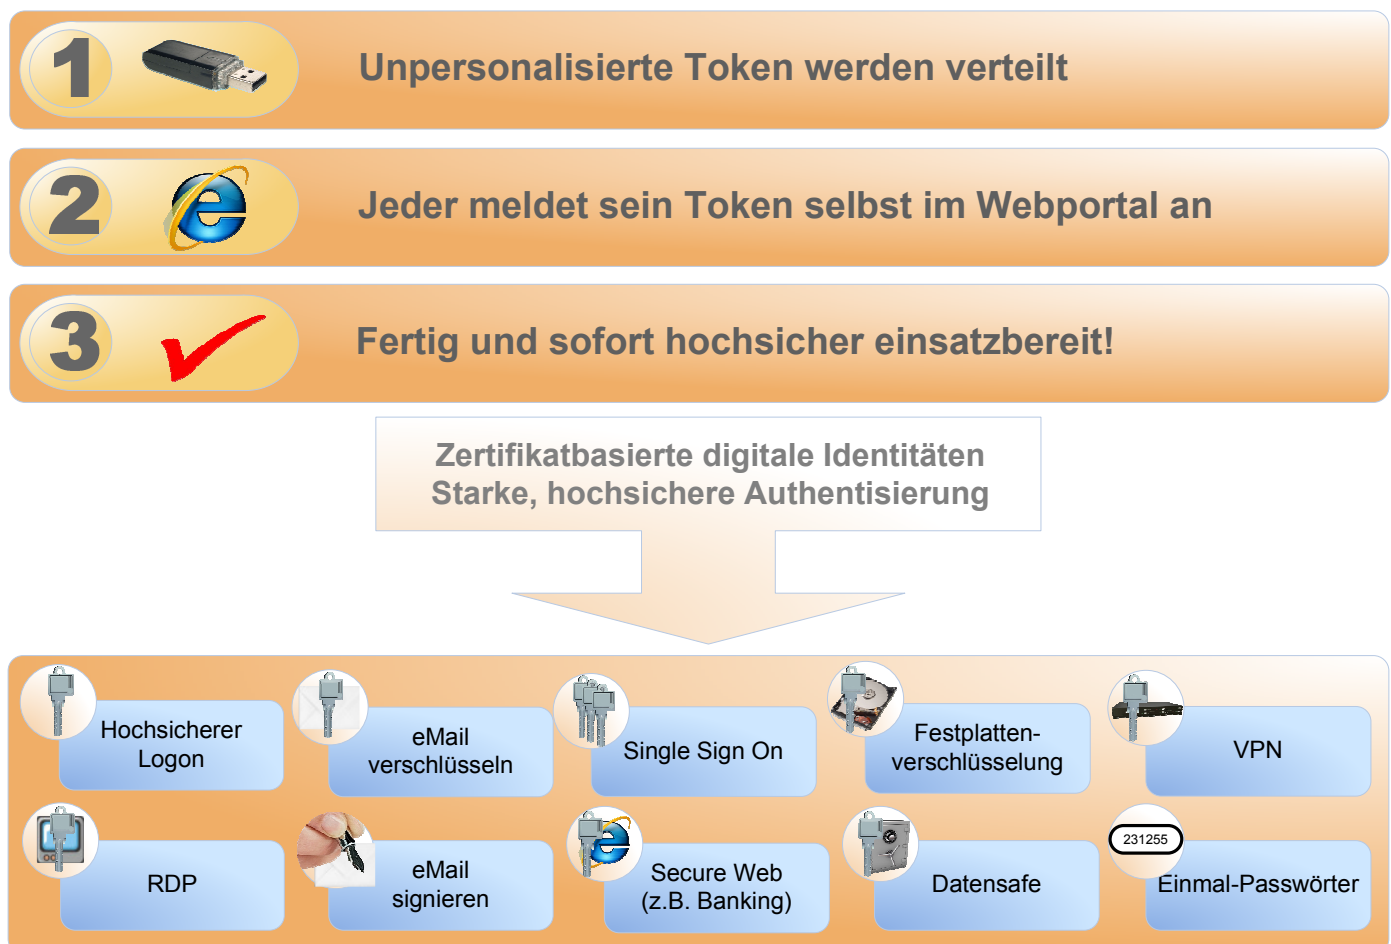 1
Unpersonalisierte Token werden verteilt
2
Jeder meldet sein Token selbst im Webportal an
3
Fertig und sofort hochsicher einsatzbereit!
Zertifikatbasierte digitale Identitäten
Starke, hochsichere Authentisierung
Hochsicherer
Logon
eMail
verschlüsseln
Single Sign On
Festplatten-
verschlüsselung
VPN
RDP
eMail
signieren
Secure Web
(z.B. Banking)
Datensafe
231255
Einmal-Passwörter